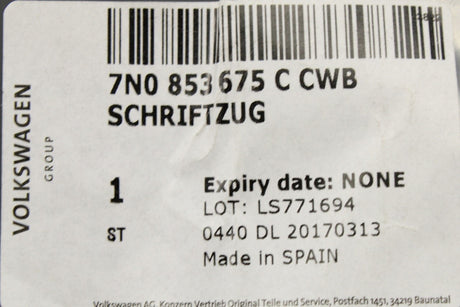 7N0 853 675 C CWB
SCHRIFTZUG
VOLKSWAGEN
GROUP
1
Expiry date: NONE
LOT: LS771694
ST
0440 DL 20170313
Made in SPAIN
Volkswagen AG, Konzern Vertrieb Original Teile und Service, Postfach 1451, 34219 Baunatal